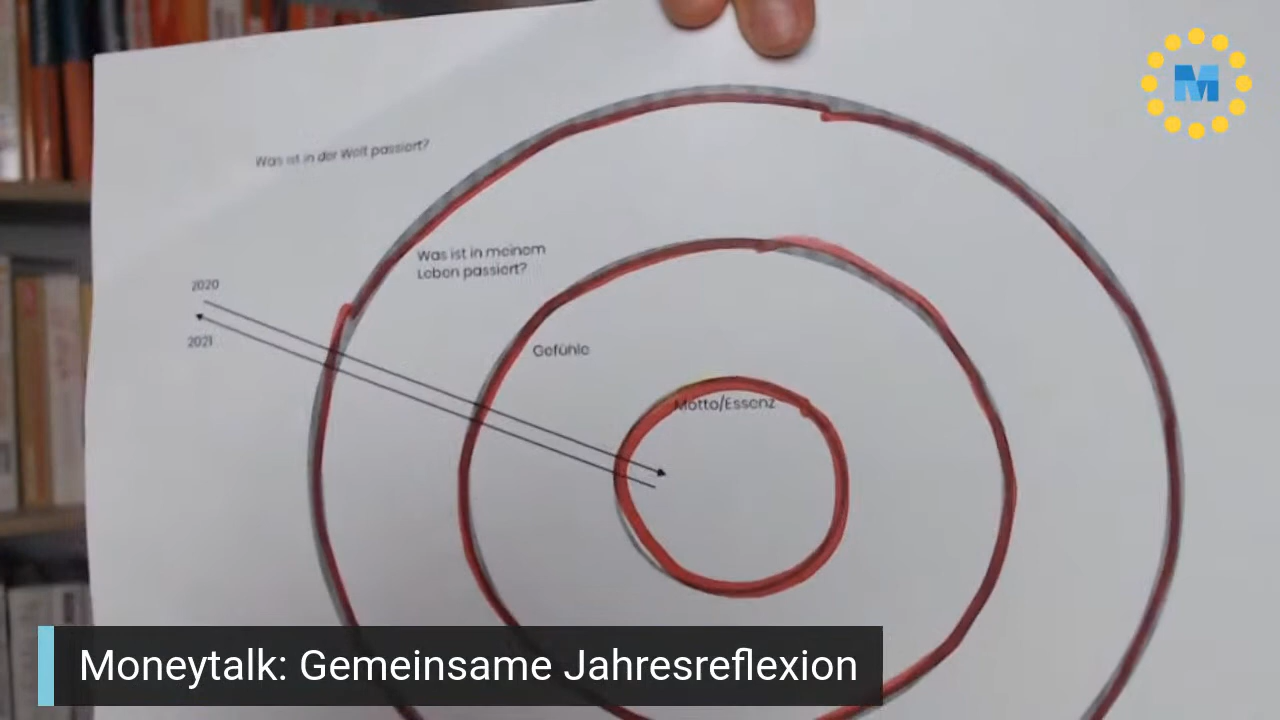 M
Was ist in der Welt passiert?
Was ist in meinem
Leben passiert?
2020
2021
Gefühle
Motto/Essenz
Moneytalk: Gemeinsame Jahresreflexion